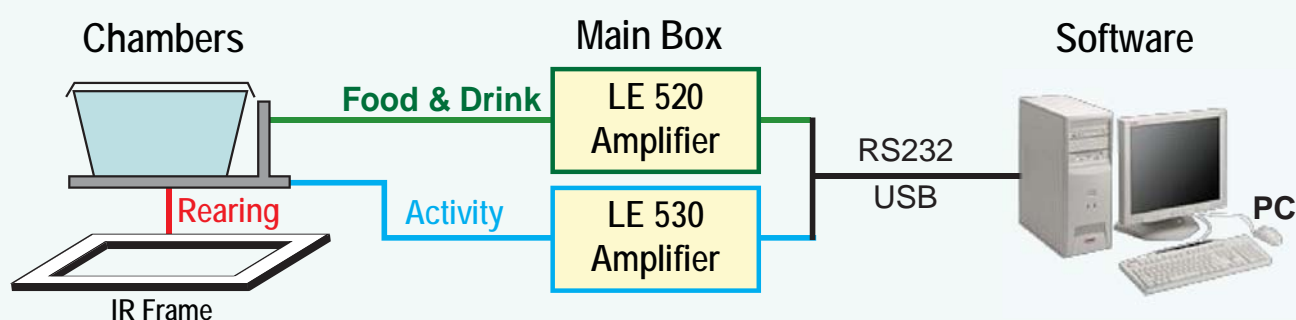 Chambers
Main Box
Software
Food & Drink
LE 520
Amplifier
RS232
USB
PC
Rearing
Activity
LE 530
Amplifier
IR Frame